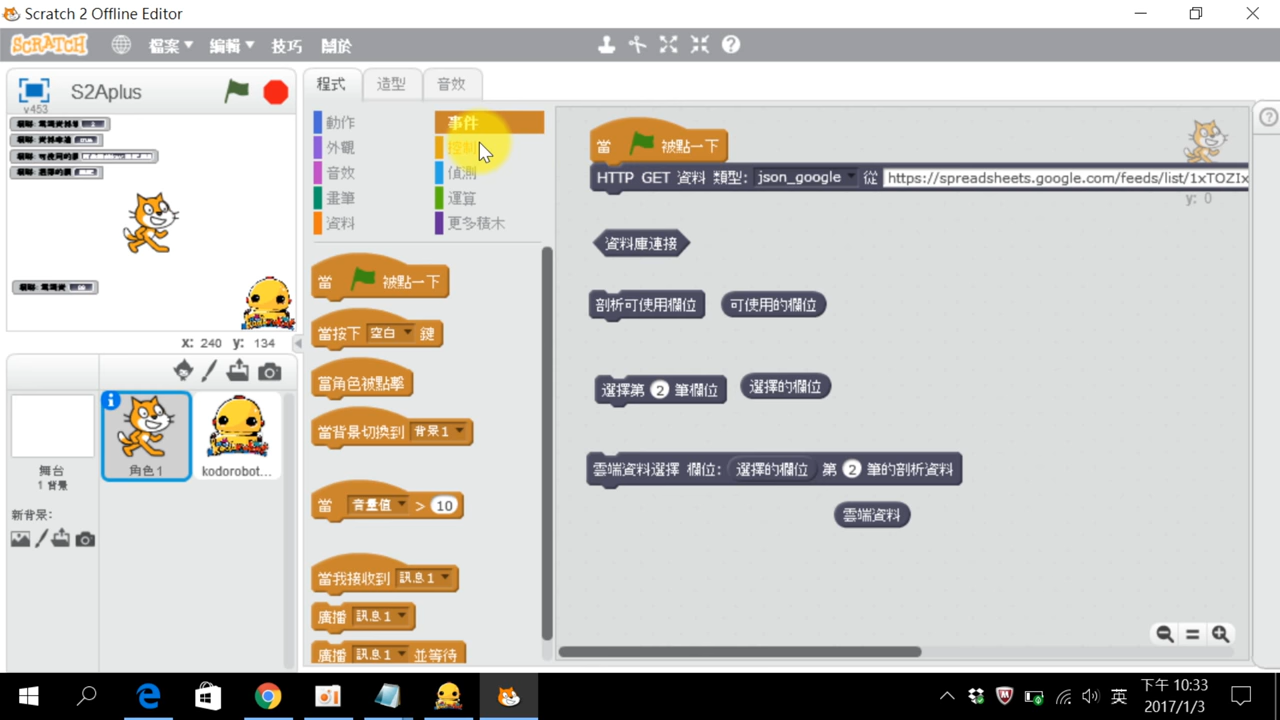 Scratch 2 Offline Editor
SCRATCH 檔案 編輯 技巧 關於
S2Aplus
v453
程式 造型 音效
動作 事件
外觀 控制
音效 偵測
畫筆 運算
資料 更多積木
當 被點一下
當按下 空白 鍵
當角色被點擊
當背景切換到 背景1
當 音量值 > 10
當我接收到 訊息1
廣播 訊息1
廣播 訊息1 並等待
當 被點一下
HTTP GET 資料 類型: json_google 從 https://spreadsheets.google.com/feeds/list/1xTOZIx
y: 0
資料庫連接
剖析可使用欄位 可使用的欄位
選擇第 2 筆欄位 選擇的欄位
雲端資料選擇 欄位: 選擇的欄位 第 2 筆的剖析資料
雲端資料
x: 240 y: 134
舞台
1 背景
新背景:
角色1
kodorobot...
英
下午 10:33
2017/1/3